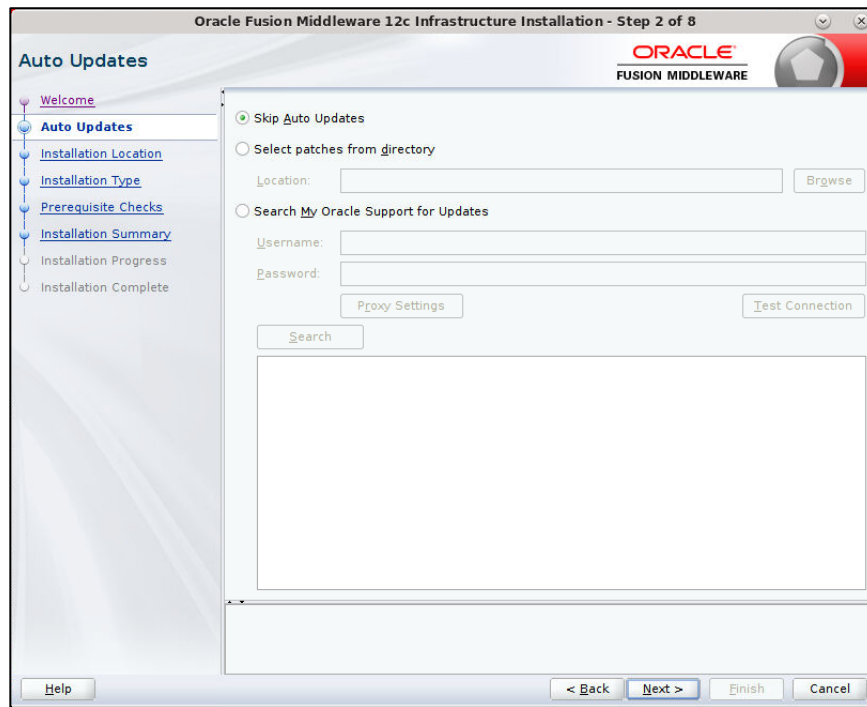 Oracle Fusion Middleware 12c Infrastructure Installation - Step 2 of 8
Auto Updates
ORACLE
FUSION MIDDLEWARE
Welcome
Auto Updates
Installation Location
Installation Type
Prerequisite Checks
Installation Summary
Installation Progress
Installation Complete
Skip Auto Updates
Select patches from directory
Location:
Browse
Search My Oracle Support for Updates
Username:
Password:
Proxy Settings
Test Connection
Search
Help
< Back
Next >
Finish
Cancel